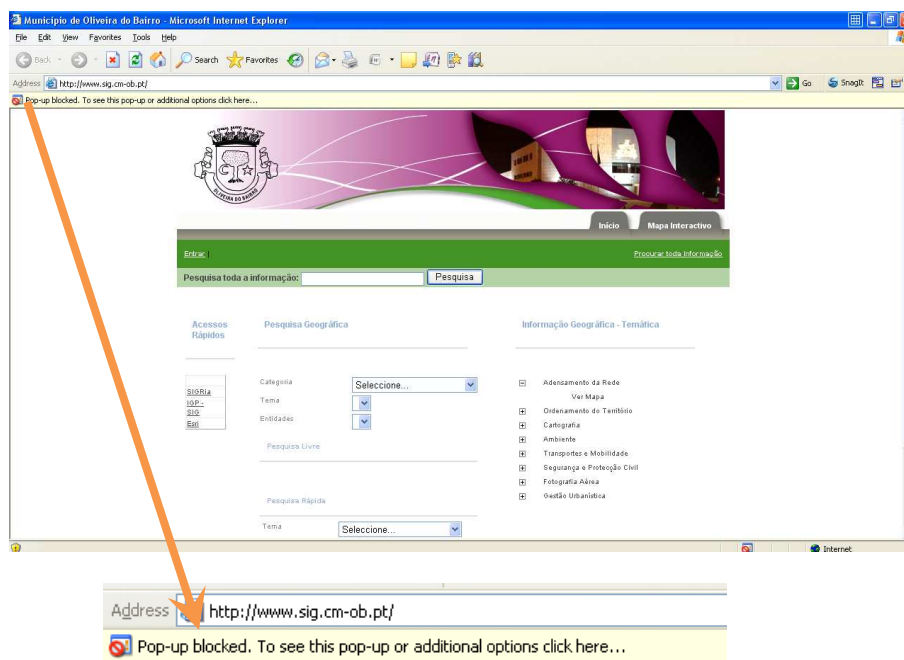 Município de Oliveira do Bairro - Microsoft Internet Explorer
File Edit View Favorites Tools Help
Back Search Favorites
Address http://www.sig.cm-ob.pt/ Go SnagIt
Pop-up blocked. To see this pop-up or additional options click here...
OLIVEIRA DO BAIRRO
Início Mapa Interactivo
Entrar | Procurar toda Informação
Pesquisa toda a informação: Pesquisa
Acessos Rápidos
Pesquisa Geográfica
Informação Geográfica - Temática
SIGRia
IGP - SIG
Esri
Categoria Seleccione...
Tema
Entidades
Pesquisa Livre
Pesquisa Rápida
Tema Seleccione...
Adensamento da Rede
Ver Mapa
Ordenamento do Território
Cartografia
Ambiente
Transportes e Mobilidade
Segurança e Protecção Civil
Fotografia Aérea
Gestão Urbanística
Internet
Address http://www.sig.cm-ob.pt/
Pop-up blocked. To see this pop-up or additional options click here...